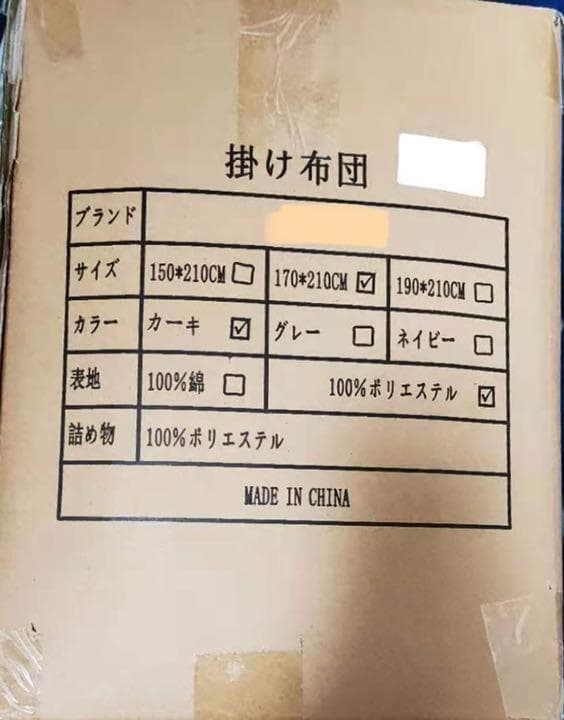 掛け布団
ブランド
サイズ 150*210CM□ 170*210CM☑ 190*210CM□
カラー カーキ ☑ グレー □ ネイビー □
表地 100%綿 □ 100%ポリエステル ☑
詰め物 100%ポリエステル
MADE IN CHINA